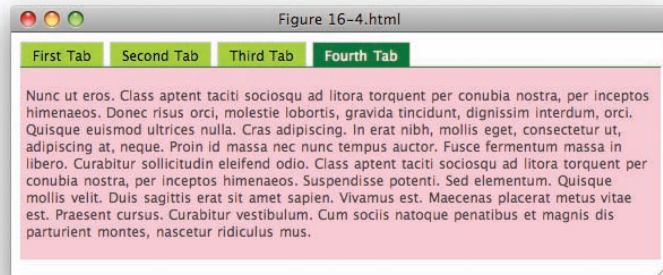 Figure 16-4.html
First Tab Second Tab Third Tab Fourth Tab
Nunc ut eros. Class aptent taciti sociosqu ad litora torquent per conubia nostra, per inceptos
himenaeos. Donec risus orci, molestie lobortis, gravida tincidunt, dignissim interdum, orci.
Quisque euismod ultrices nulla. Cras adipiscing. In erat nibh, mollis eget, consectetur ut,
adipiscing at, neque. Proin id massa nec nunc tempus auctor. Fusce fermentum massa in
libero. Curabitur sollicitudin eleifend odio. Class aptent taciti sociosqu ad litora torquent per
conubia nostra, per inceptos himenaeos. Suspendisse potenti. Sed elementum. Quisque
mollis velit. Duis sagittis erat sit amet sapien. Vivamus est. Maecenas placerat metus vitae
est. Praesent cursus. Curabitur vestibulum. Cum sociis natoque penatibus et magnis dis
parturient montes, nascetur ridiculus mus.